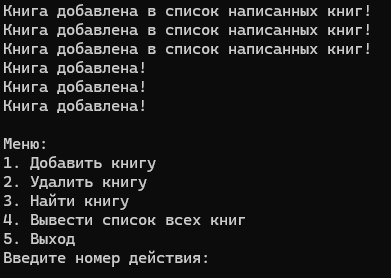 Книга добавлена в список написанных книг!
Книга добавлена в список написанных книг!
Книга добавлена в список написанных книг!
Книга добавлена!
Книга добавлена!
Книга добавлена!
Меню:
1. Добавить книгу
2. Удалить книгу
3. Найти книгу
4. Вывести список всех книг
5. Выход
Введите номер действия: